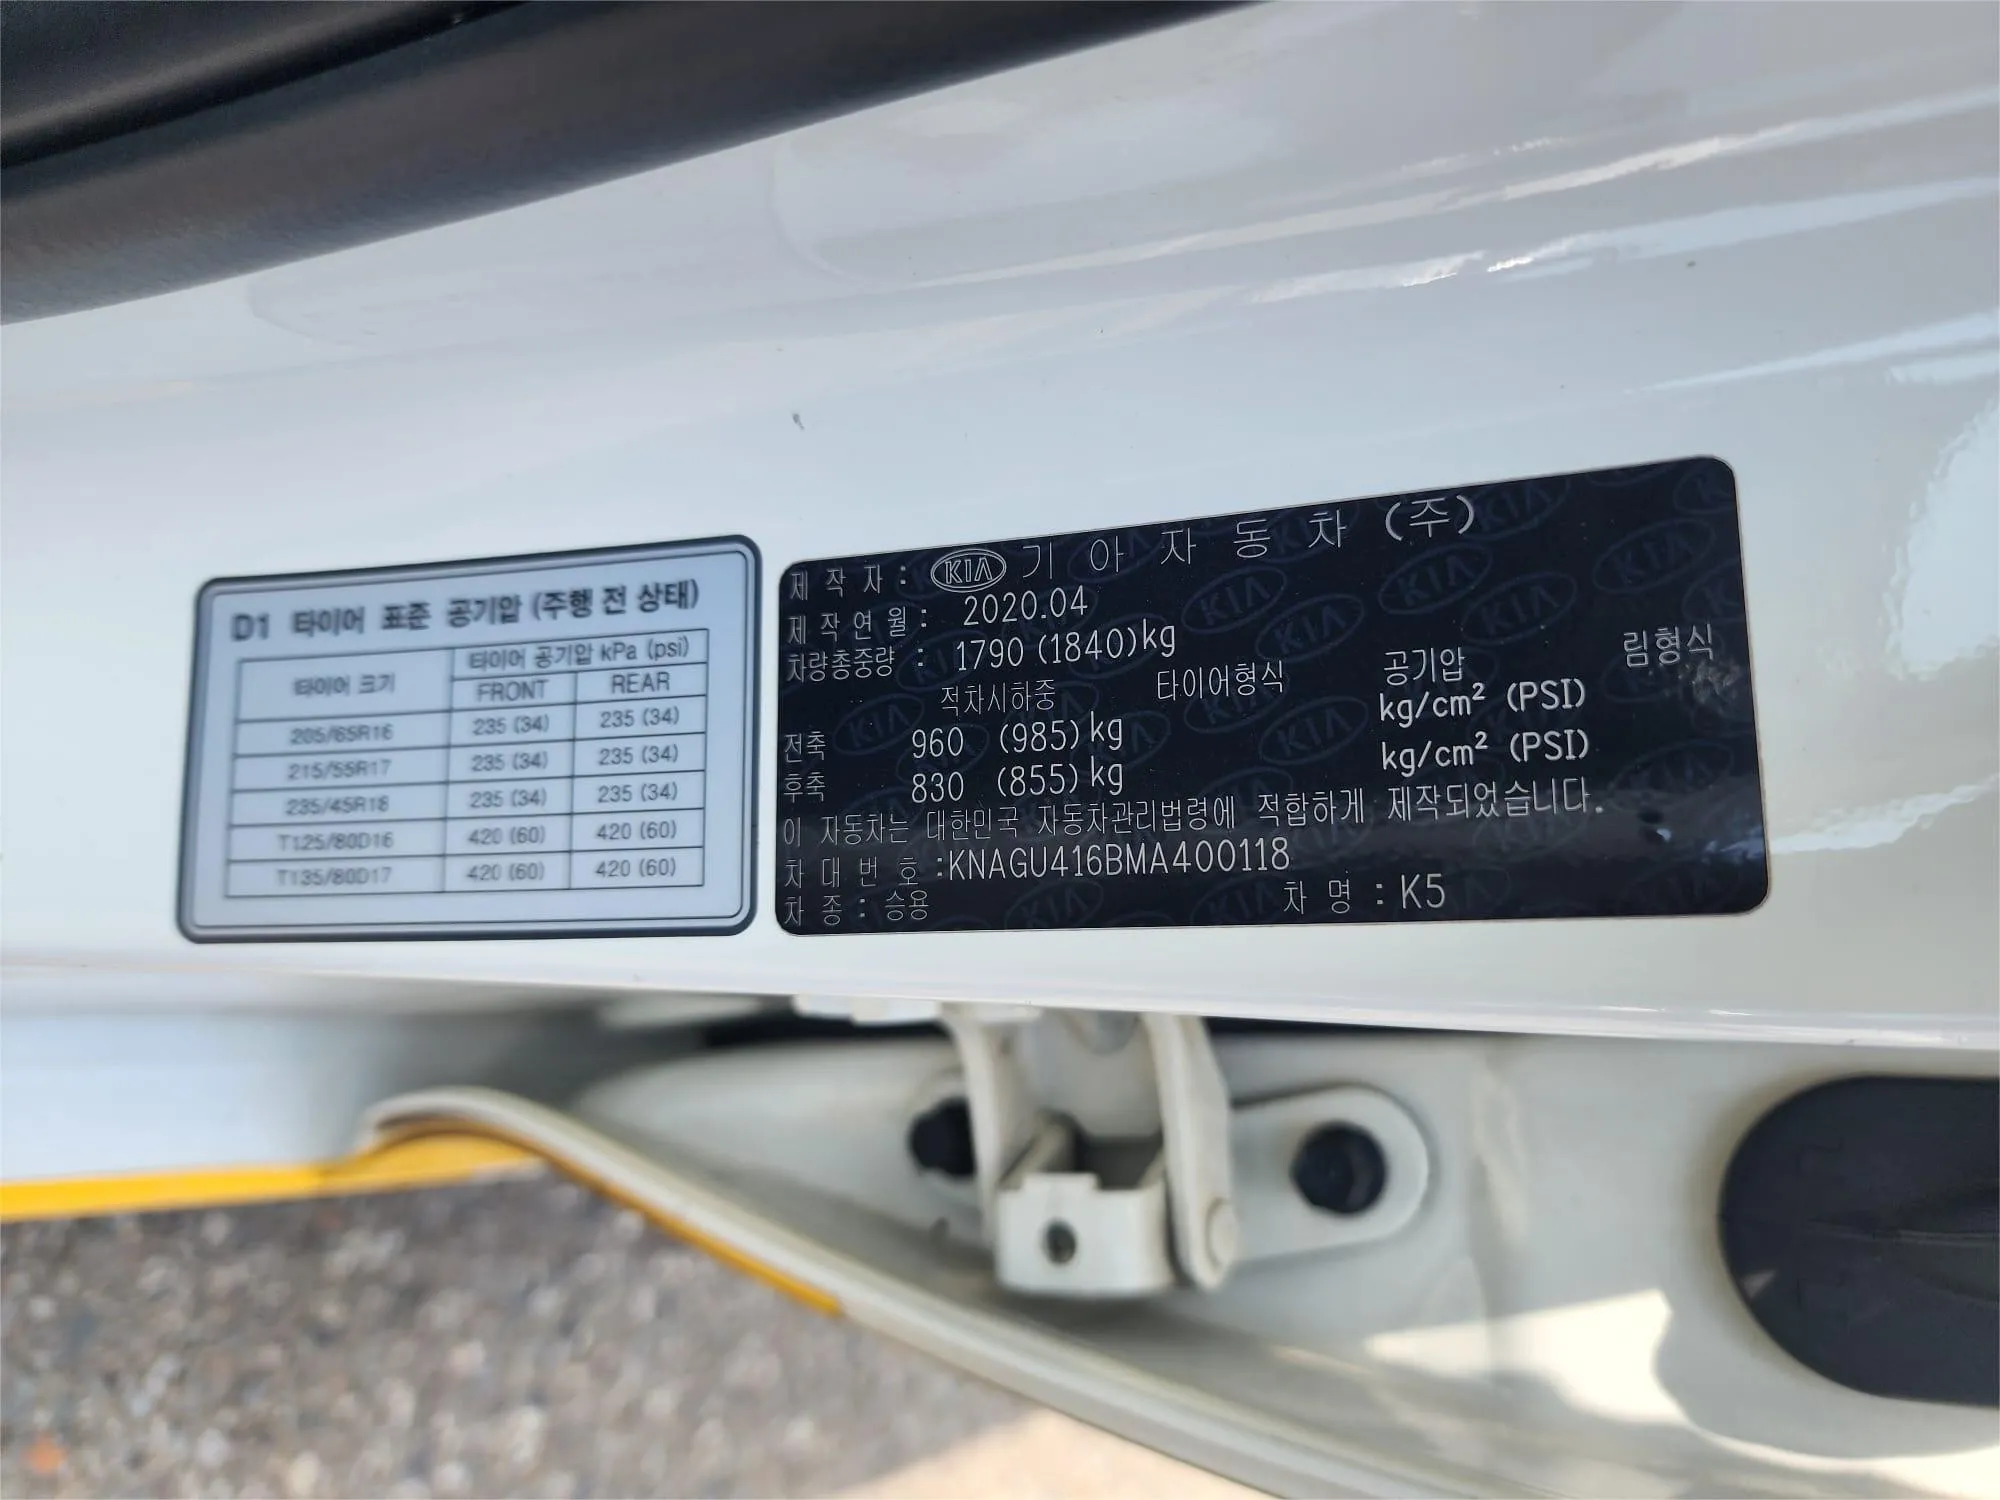 D1 타이어 표준 공기압 (주행 전 상태)
타이어 크기 타이어 공기압 kPa (psi)
FRONT REAR
205/65R16 235 (34) 235 (34)
215/55R17 235 (34) 235 (34)
235/45R18 235 (34) 235 (34)
T125/80D16 420 (60) 420 (60)
T135/80D17 420 (60) 420 (60)
제 작 자 : KIA 기 아 자 동 차 (주)
제 작 연 월 : 2020.04
차량총중량 : 1790 (1840)kg
적차시하중 타이어형식 공기압 림형식
전축 960 (985)kg kg/cm² (PSI)
후축 830 (855)kg kg/cm² (PSI)
이 자동차는 대한민국 자동차관리법령에 적합하게 제작되었습니다.
차 대 번 호 :KNAGU416BMA400118
차 종 : 승용 차 명 : K5